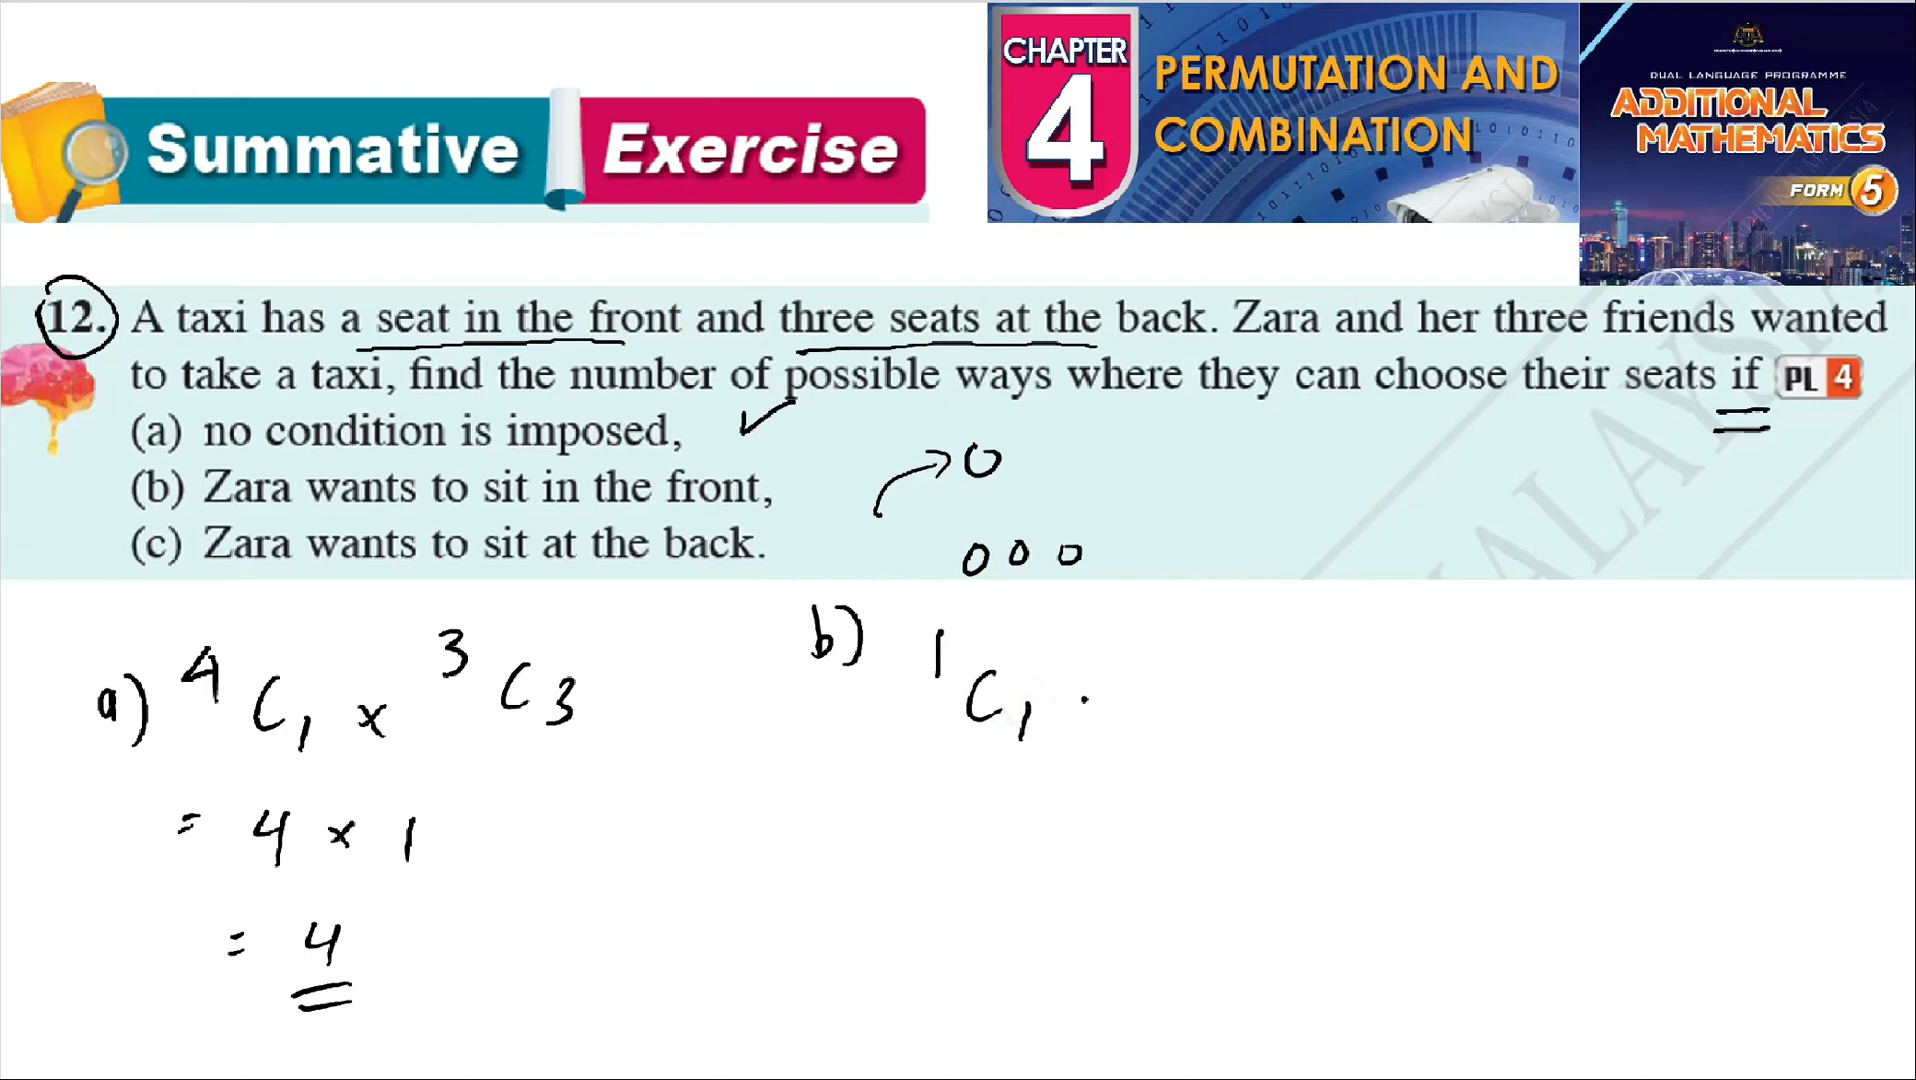 CHAPTER
4
PERMUTATION AND
COMBINATION
DUAL LANGUAGE PROGRAMME
ADDITIONAL
MATHEMATICS
FORM 5
Summative Exercise
12. A taxi has a seat in the front and three seats at the back. Zara and her three friends wanted
to take a taxi, find the number of possible ways where they can choose their seats if PL 4
(a) no condition is imposed,
(b) Zara wants to sit in the front,
(c) Zara wants to sit at the back.
MALAYSIA
a) ⁴C₁ × ³C₃
= 4 × 1
= 4
b) ¹C₁ ·